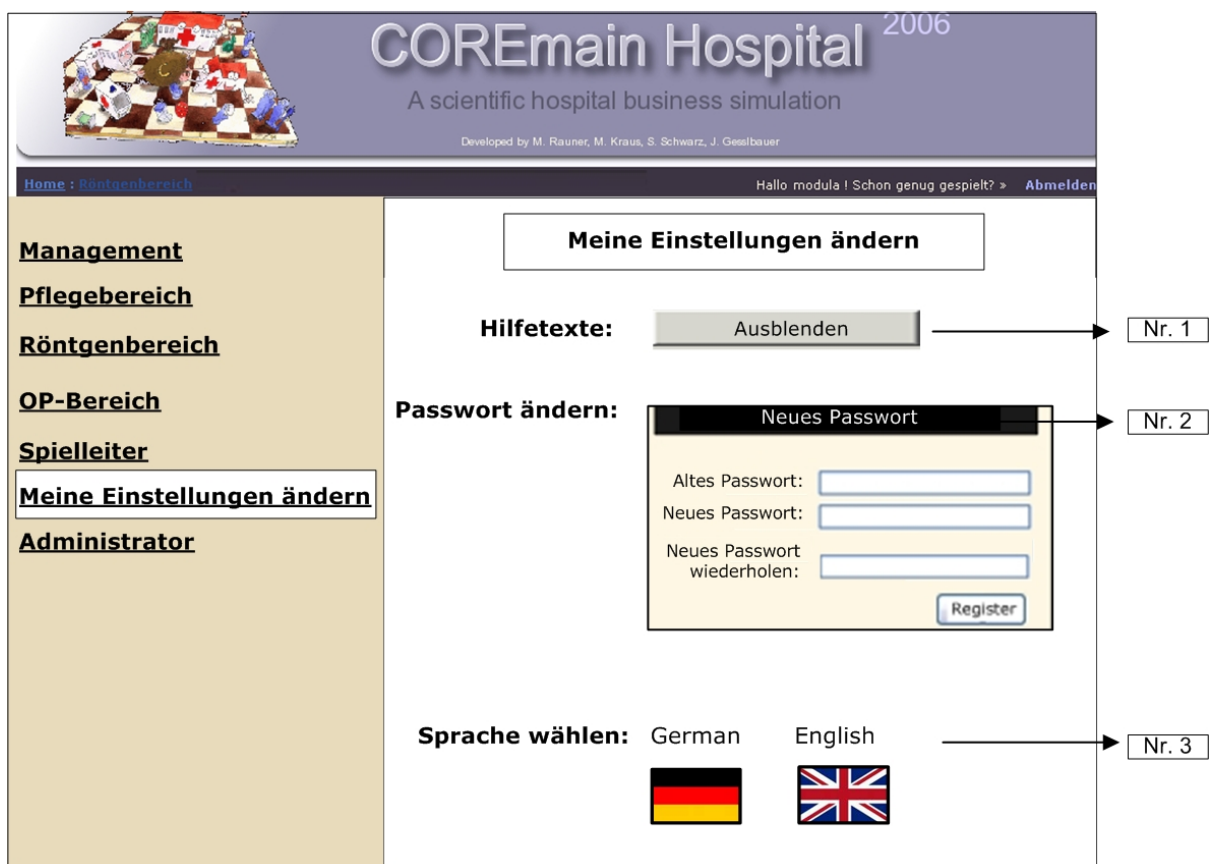 COREmain Hospital 2006
A scientific hospital business simulation
Developed by M. Rauner, M. Kraus, S. Schwarz, J. Gesslbauer
Home : Röntgenbereich
Hallo modula ! Schon genug gespielt? » Abmelden
Management
Pflegebereich
Röntgenbereich
OP-Bereich
Spielleiter
Meine Einstellungen ändern
Administrator
Meine Einstellungen ändern
Hilfetexte: Ausblenden
Nr. 1
Passwort ändern:
Neues Passwort
Nr. 2
Altes Passwort:
Neues Passwort:
Neues Passwort
wiederholen:
Register
Sprache wählen: German English
Nr. 3